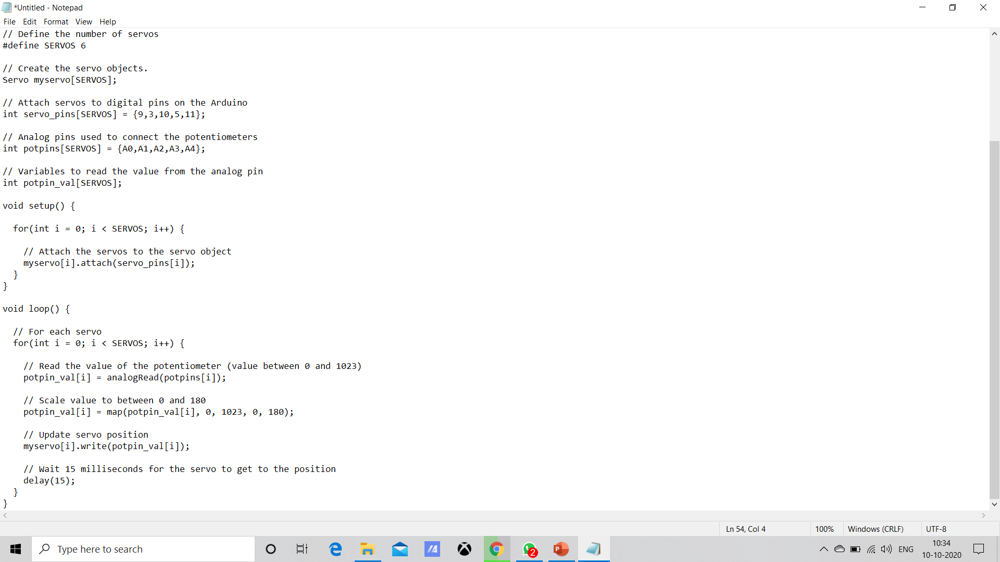 *Untitled - Notepad
File Edit Format View Help
// Define the number of servos
#define SERVOS 6
// Create the servo objects.
Servo myservo[SERVOS];
// Attach servos to digital pins on the Arduino
int servo_pins[SERVOS] = {9,3,10,5,11};
// Analog pins used to connect the potentiometers
int potpins[SERVOS] = {A0,A1,A2,A3,A4};
// Variables to read the value from the analog pin
int potpin_val[SERVOS];
void setup() {
for(int i = 0; i < SERVOS; i++) {
// Attach the servos to the servo object
myservo[i].attach(servo_pins[i]);
}
}
void loop() {
// For each servo
for(int i = 0; i < SERVOS; i++) {
// Read the value of the potentiometer (value between 0 and 1023)
potpin_val[i] = analogRead(potpins[i]);
// Scale value to between 0 and 180
potpin_val[i] = map(potpin_val[i], 0, 1023, 0, 180);
// Update servo position
myservo[i].write(potpin_val[i]);
// Wait 15 milliseconds for the servo to get to the position
delay(15);
}
}
Ln 54, Col 4 100% Windows (CRLF) UTF-8
Type here to search
2
P
ENG
10:34
10-10-2020